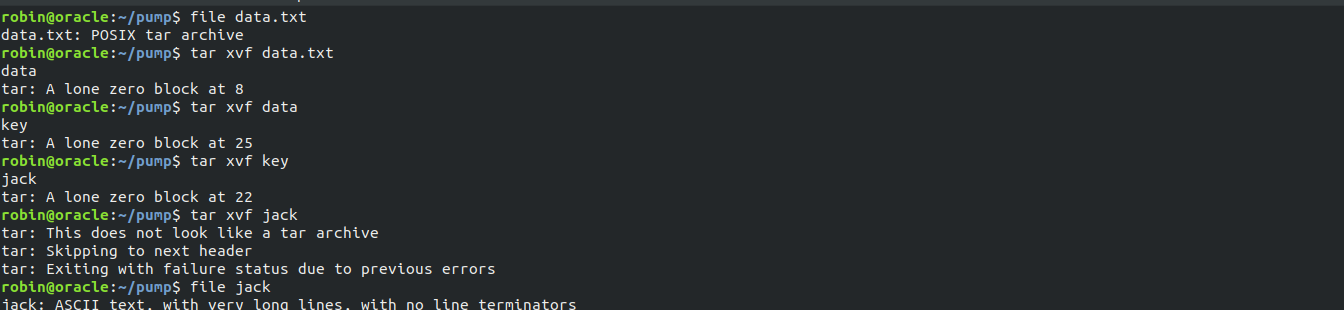 robin@oracle:~/pump$ file data.txt
data.txt: POSIX tar archive
robin@oracle:~/pump$ tar xvf data.txt
data
tar: A lone zero block at 8
robin@oracle:~/pump$ tar xvf data
key
tar: A lone zero block at 25
robin@oracle:~/pump$ tar xvf key
jack
tar: A lone zero block at 22
robin@oracle:~/pump$ tar xvf jack
tar: This does not look like a tar archive
tar: Skipping to next header
tar: Exiting with failure status due to previous errors
robin@oracle:~/pump$ file jack
jack: ASCII text, with very long lines, with no line terminators